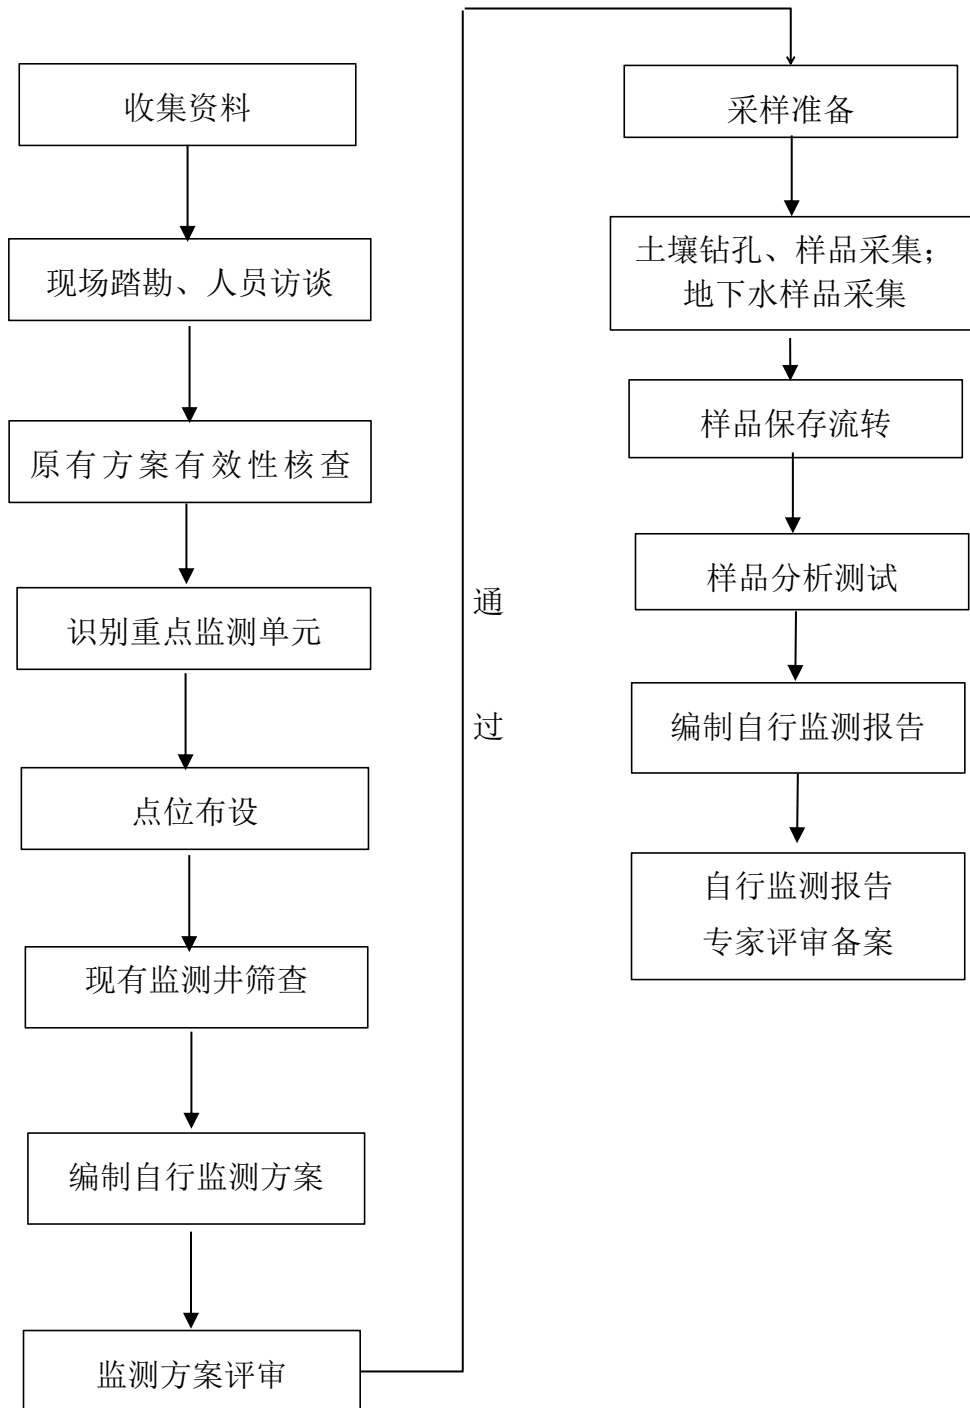 收集资料
现场踏勘、人员访谈
原有方案有效性核查
识别重点监测单元
点位布设
现有监测井筛查
编制自行监测方案
监测方案评审
通
过
采样准备
土壤钻孔、样品采集；
地下水样品采集
样品保存流转
样品分析测试
编制自行监测报告
自行监测报告
专家评审备案